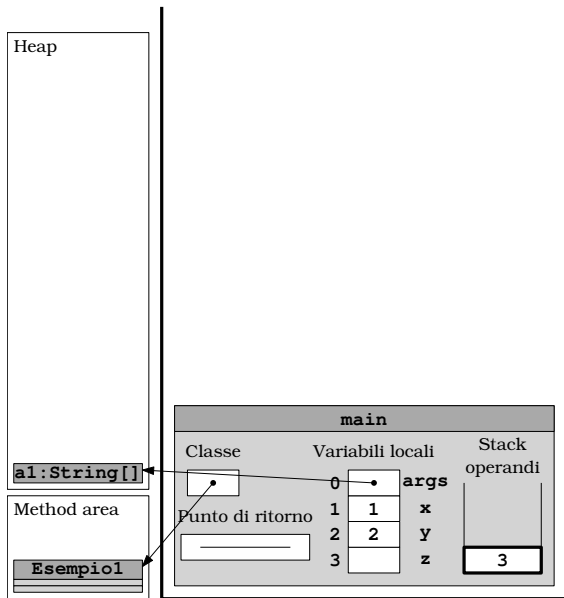 Heap
a1:String[]
Method area
Esempio1
main
Classe
Variabili locali
Stack
operandi
0 args
Punto di ritorno
1 1 x
2 2 y
3 z
3